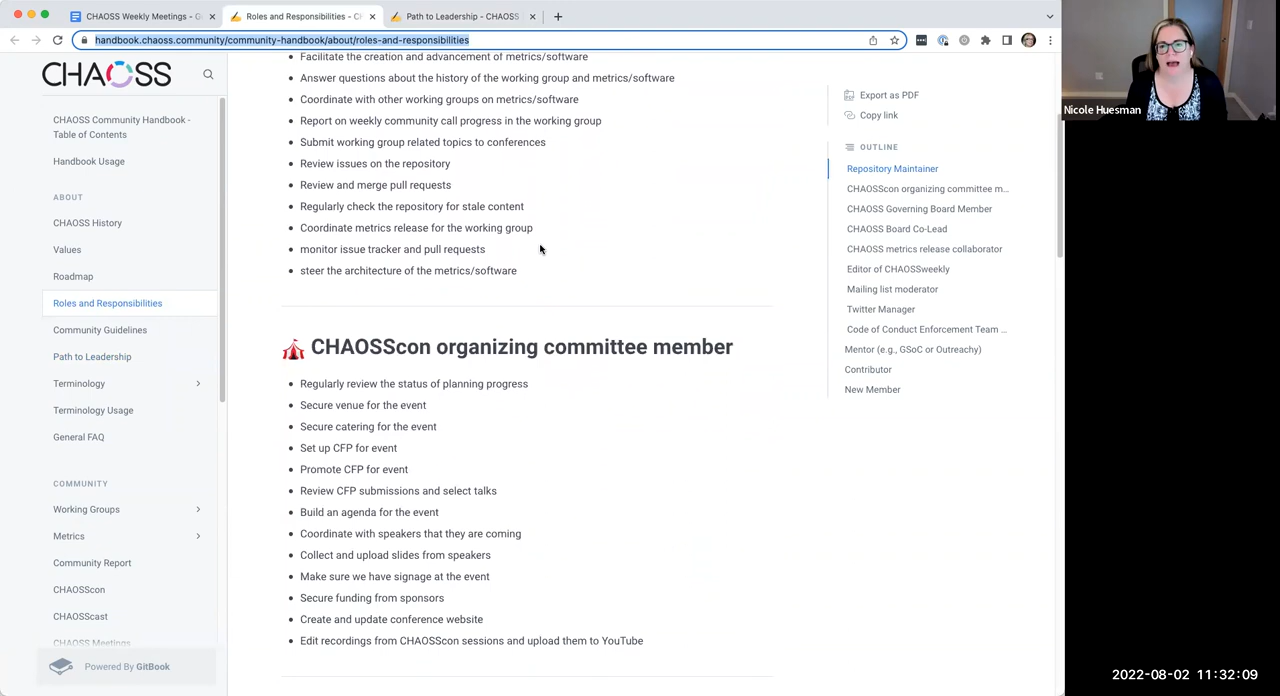 CHAOSS Weekly Meetings - G
Roles and Responsibilities - C
Path to Leadership - CHAOSS
handbook.chaoss.community/community-handbook/about/roles-and-responsibilities
CHAOSS
CHAOSS Community Handbook -
Table of Contents
Handbook Usage
ABOUT
CHAOSS History
Values
Roadmap
Roles and Responsibilities
Community Guidelines
Path to Leadership
Terminology
Terminology Usage
General FAQ
COMMUNITY
Working Groups
Metrics
Community Report
CHAOSScon
CHAOSScast
CHAOSS Meetings
Powered By GitBook
Facilitate the creation and advancement of metrics/software
Answer questions about the history of the working group and metrics/software
Coordinate with other working groups on metrics/software
Report on weekly community call progress in the working group
Submit working group related topics to conferences
Review issues on the repository
Review and merge pull requests
Regularly check the repository for stale content
Coordinate metrics release for the working group
monitor issue tracker and pull requests
steer the architecture of the metrics/software
CHAOSScon organizing committee member
Regularly review the status of planning progress
Secure venue for the event
Secure catering for the event
Set up CFP for event
Promote CFP for event
Review CFP submissions and select talks
Build an agenda for the event
Coordinate with speakers that they are coming
Collect and upload slides from speakers
Make sure we have signage at the event
Secure funding from sponsors
Create and update conference website
Edit recordings from CHAOSScon sessions and upload them to YouTube
Export as PDF
Copy link
OUTLINE
Repository Maintainer
CHAOSScon organizing committee m...
CHAOSS Governing Board Member
CHAOSS Board Co-Lead
CHAOSS metrics release collaborator
Editor of CHAOSSweekly
Mailing list moderator
Twitter Manager
Code of Conduct Enforcement Team ...
Mentor (e.g., GSoC or Outreachy)
Contributor
New Member
Nicole Huesman
2022-08-02 11:32:09